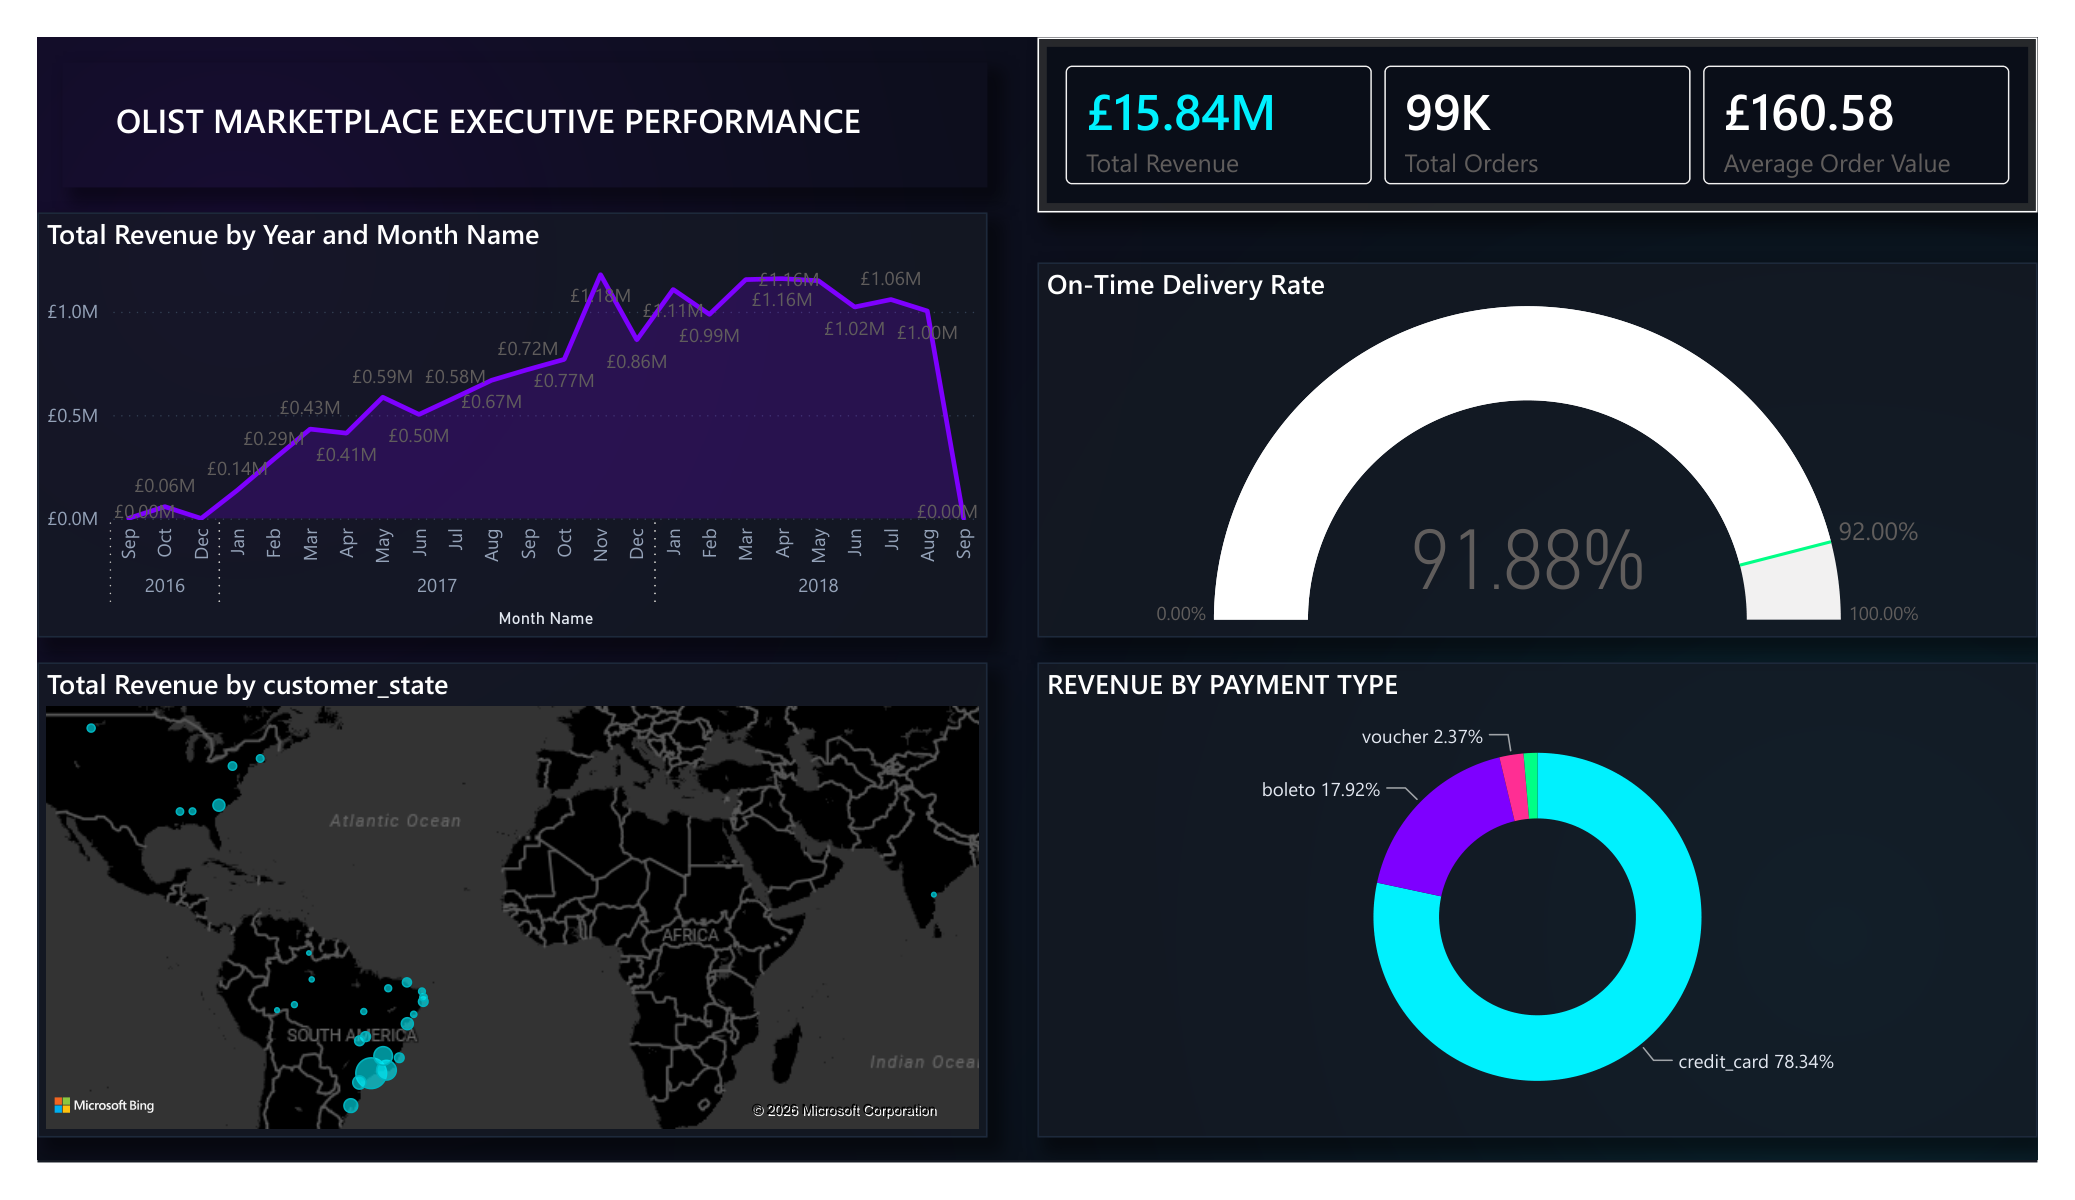 OLIST MARKETPLACE EXECUTIVE PERFORMANCE
£15.84M
Total Revenue
99K
Total Orders
£160.58
Average Order Value
Total Revenue by Year and Month Name
£1.0M
£0.5M
£0.0M
£0.00M
£0.06M
£0.14M
£0.29M
£0.43M
£0.41M
£0.59M
£0.50M
£0.58M
£0.67M
£0.72M
£0.77M
£1.18M
£0.86M
£1.11M
£0.99M
£1.16M
£1.16M
£1.02M
£1.06M
£1.00M
£0.00M
Sep Oct Dec Jan Feb Mar Apr May Jun Jul Aug Sep Oct Nov Dec Jan Feb Mar Apr May Jun Jul Aug Sep
2016 2017 2018
Month Name
On-Time Delivery Rate
91.88%
92.00%
0.00%
100.00%
Total Revenue by customer_state
Atlantic Ocean
AFRICA
SOUTH AMERICA
Indian Ocea
Microsoft Bing
© 2026 Microsoft Corporation
REVENUE BY PAYMENT TYPE
voucher 2.37%
boleto 17.92%
credit_card 78.34%